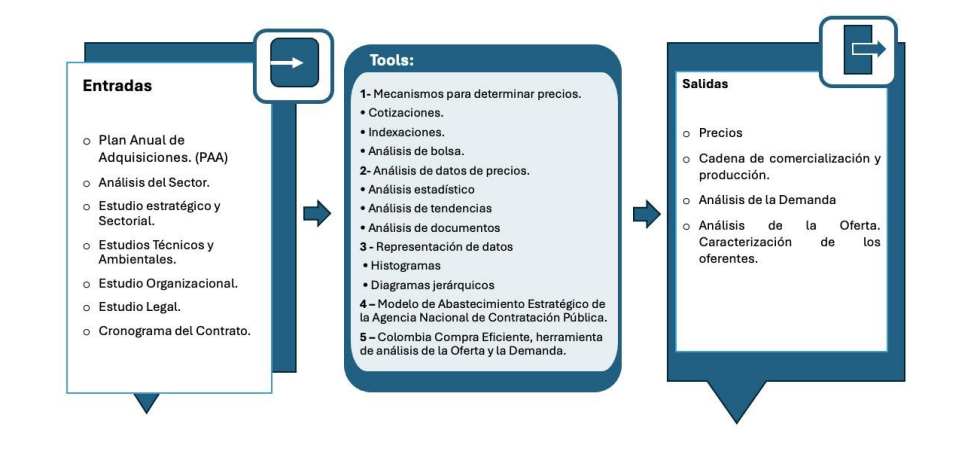 Entradas
o Plan Anual de
Adquisiciones. (PAA)
o Análisis del Sector.
o Estudio estratégico y
Sectorial.
o Estudios Técnicos y
Ambientales.
o Estudio Organizacional.
o Estudio Legal.
o Cronograma del Contrato.
Tools:
1- Mecanismos para determinar precios.
• Cotizaciones.
• Indexaciones.
• Análisis de bolsa.
2- Análisis de datos de precios.
• Análisis estadístico
• Análisis de tendencias
• Análisis de documentos
3 - Representación de datos
• Histogramas
• Diagramas jerárquicos
4 – Modelo de Abastecimiento Estratégico de
la Agencia Nacional de Contratación Pública.
5 – Colombia Compra Eficiente, herramienta
de análisis de la Oferta y la Demanda.
Salidas
o Precios
o Cadena de comercialización y
producción.
o Análisis de la Demanda
o Análisis de la Oferta.
Caracterización de los
oferentes.